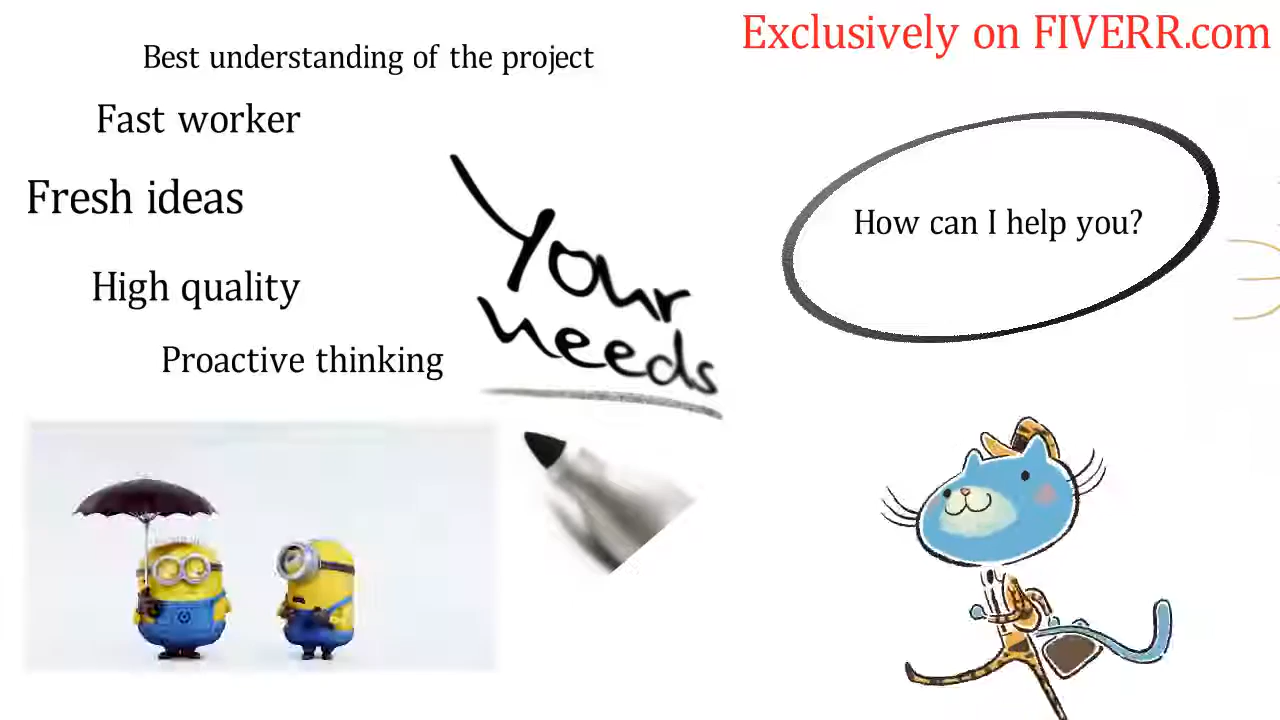 Exclusively on FIVERR.com
Best understanding of the project
Fast worker
Fresh ideas
High quality
Proactive thinking
Your
needs
How can I help you?